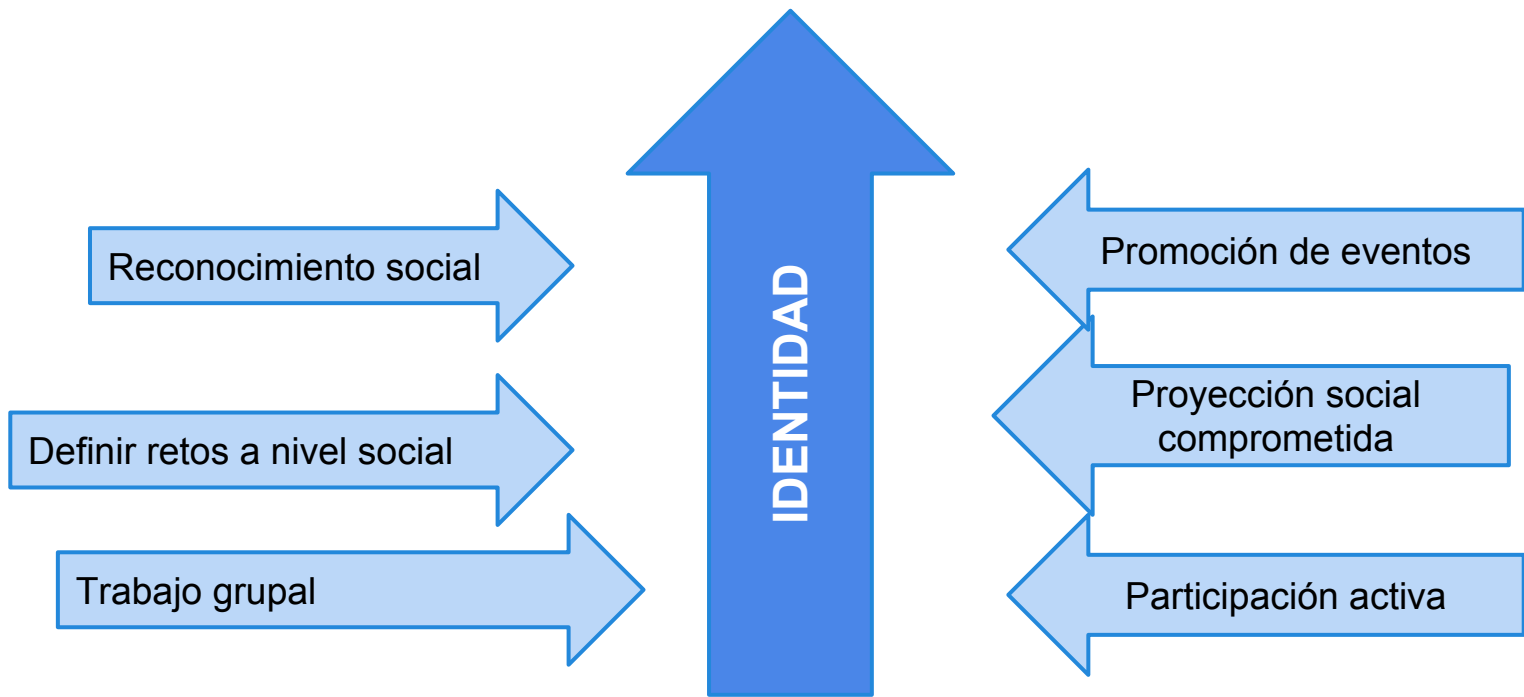 Reconocimiento social
Definir retos a nivel social
Trabajo grupal
IDENTIDAD
Promoción de eventos
Proyección social
comprometida
Participación activa